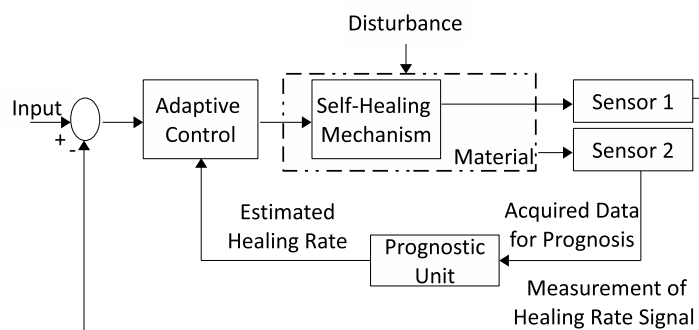 Disturbance
Input
+
-
Adaptive
Control
Self-Healing
Mechanism
Material
Sensor 1
Sensor 2
Estimated
Healing Rate
Prognostic
Unit
Acquired Data
for Prognosis
Measurement of
Healing Rate Signal